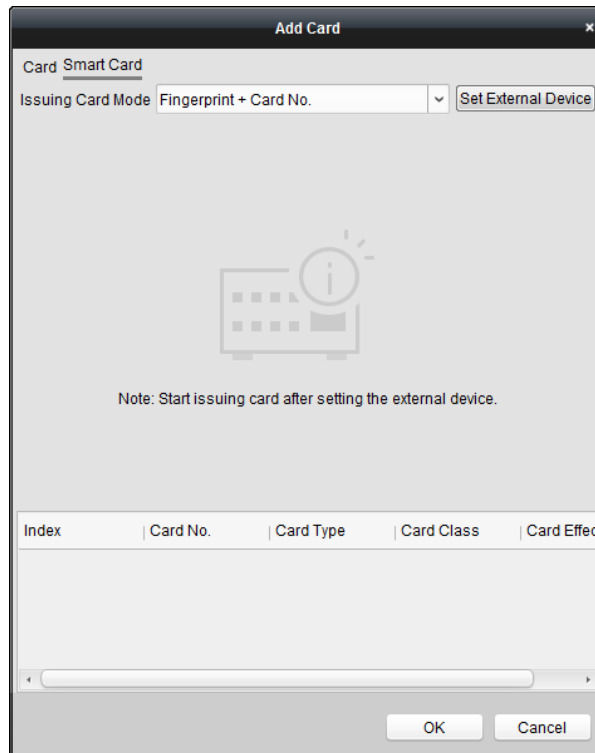 Add Card ×
Card Smart Card
Issuing Card Mode Fingerprint + Card No. Set External Device
Note: Start issuing card after setting the external device.
Index Card No. Card Type Card Class Card Effec
OK Cancel